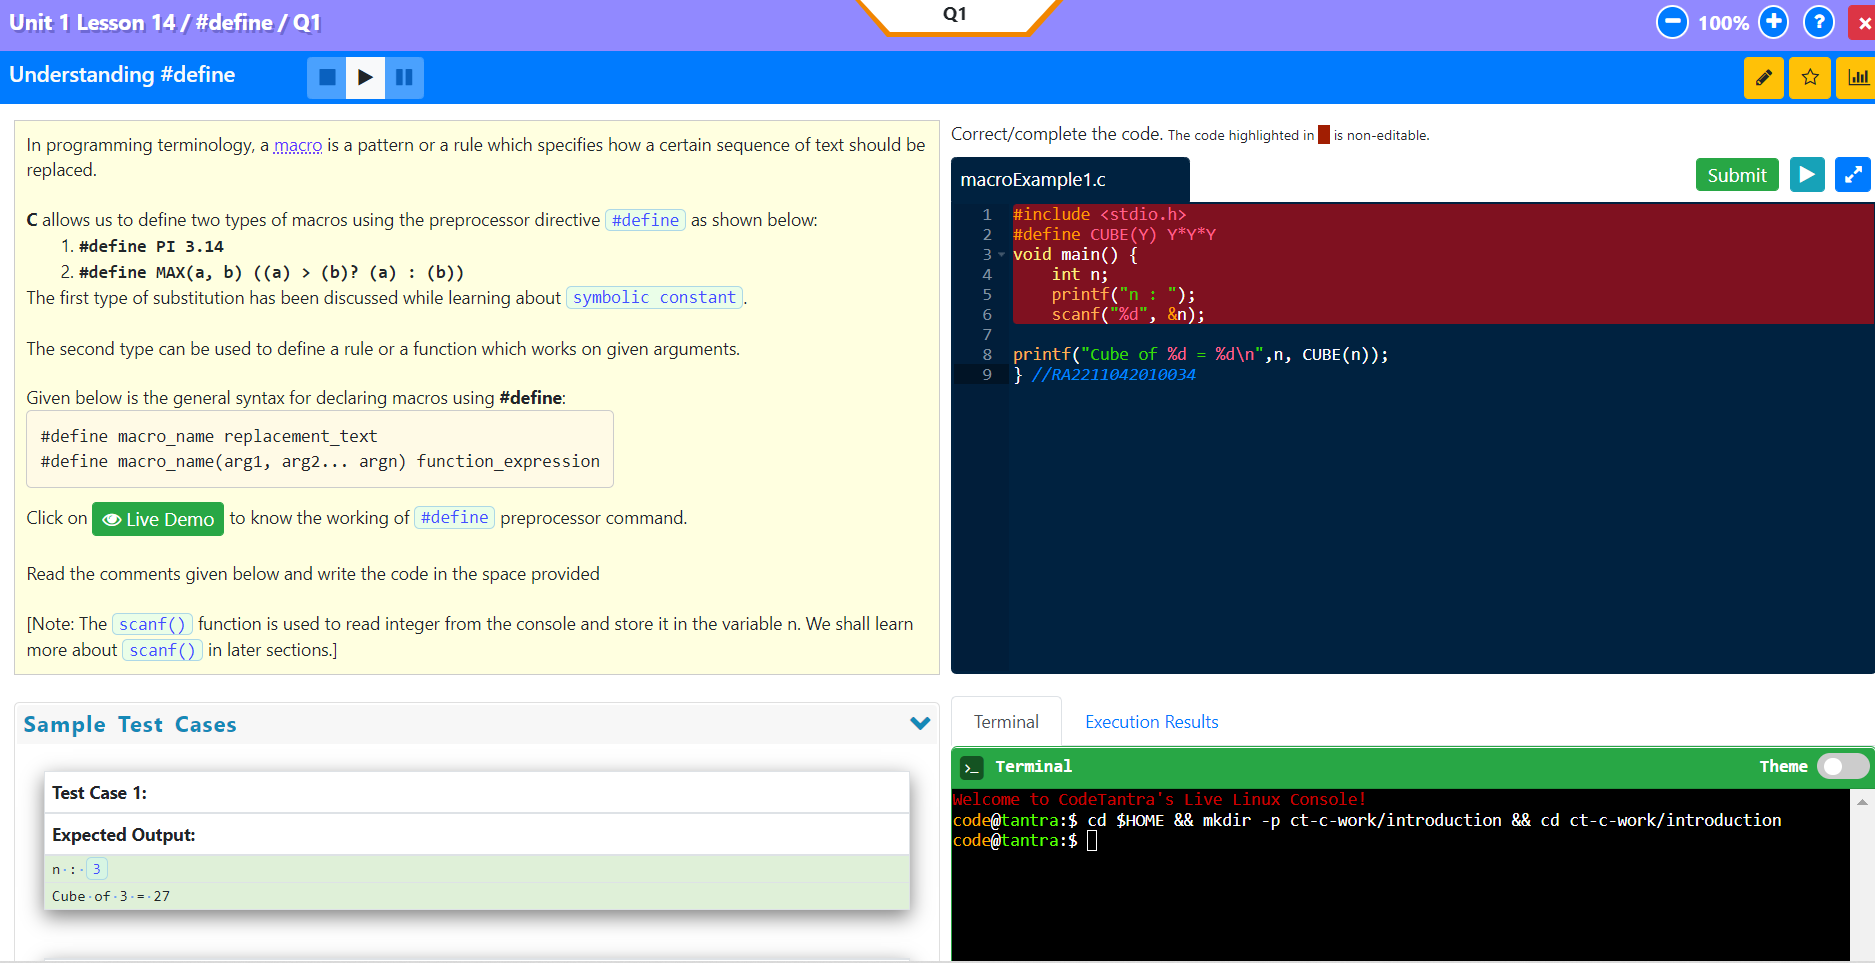 Unit 1 Lesson 14 / #define / Q1
Q1
100%
?
Understanding #define
In programming terminology, a macro is a pattern or a rule which specifies how a certain sequence of text should be
replaced.
C allows us to define two types of macros using the preprocessor directive #define as shown below:
1. #define PI 3.14
2. #define MAX(a, b) ((a) > (b)? (a) : (b))
The first type of substitution has been discussed while learning about symbolic constant.
The second type can be used to define a rule or a function which works on given arguments.
Given below is the general syntax for declaring macros using #define:
#define macro_name replacement_text
#define macro_name(arg1, arg2... argn) function_expression
Click on Live Demo to know the working of #define preprocessor command.
Read the comments given below and write the code in the space provided
[Note: The scanf() function is used to read integer from the console and store it in the variable n. We shall learn
more about scanf() in later sections.]
Sample Test Cases
Test Case 1:
Expected Output:
n·:·3
Cube·of·3·=·27
Correct/complete the code. The code highlighted in is non-editable.
macroExample1.c
Submit
1 #include <stdio.h>
2 #define CUBE(Y) Y*Y*Y
3 void main() {
4 int n;
5 printf("n : ");
6 scanf("%d", &n);
7
8 printf("Cube of %d = %d\n",n, CUBE(n));
9 } //RA2211042010034
Terminal
Execution Results
>_ Terminal
Theme
Welcome to CodeTantra's Live Linux Console!
code@tantra:$ cd $HOME && mkdir -p ct-c-work/introduction && cd ct-c-work/introduction
code@tantra:$